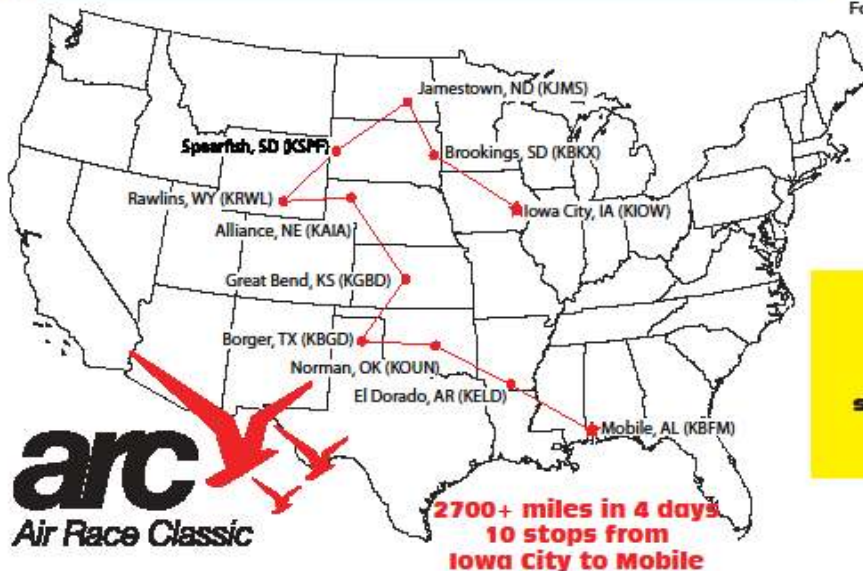 Fo
Jamestown, ND (KJMS)
Spearfish, SD (KSPF)
Brookings, SD (KBKX)
Rawlins, WY (KRWL)
Iowa City, IA (KIOW)
Alliance, NE (KAIA)
Great Bend, KS (KGBD)
Borger, TX (KBGD)
Norman, OK (KOUN)
El Dorado, AR (KELD)
s
Mobile, AL (KBFM)
arc
Air Race Classic
2700+ miles in 4 days
10 stops from
Iowa City to Mobile